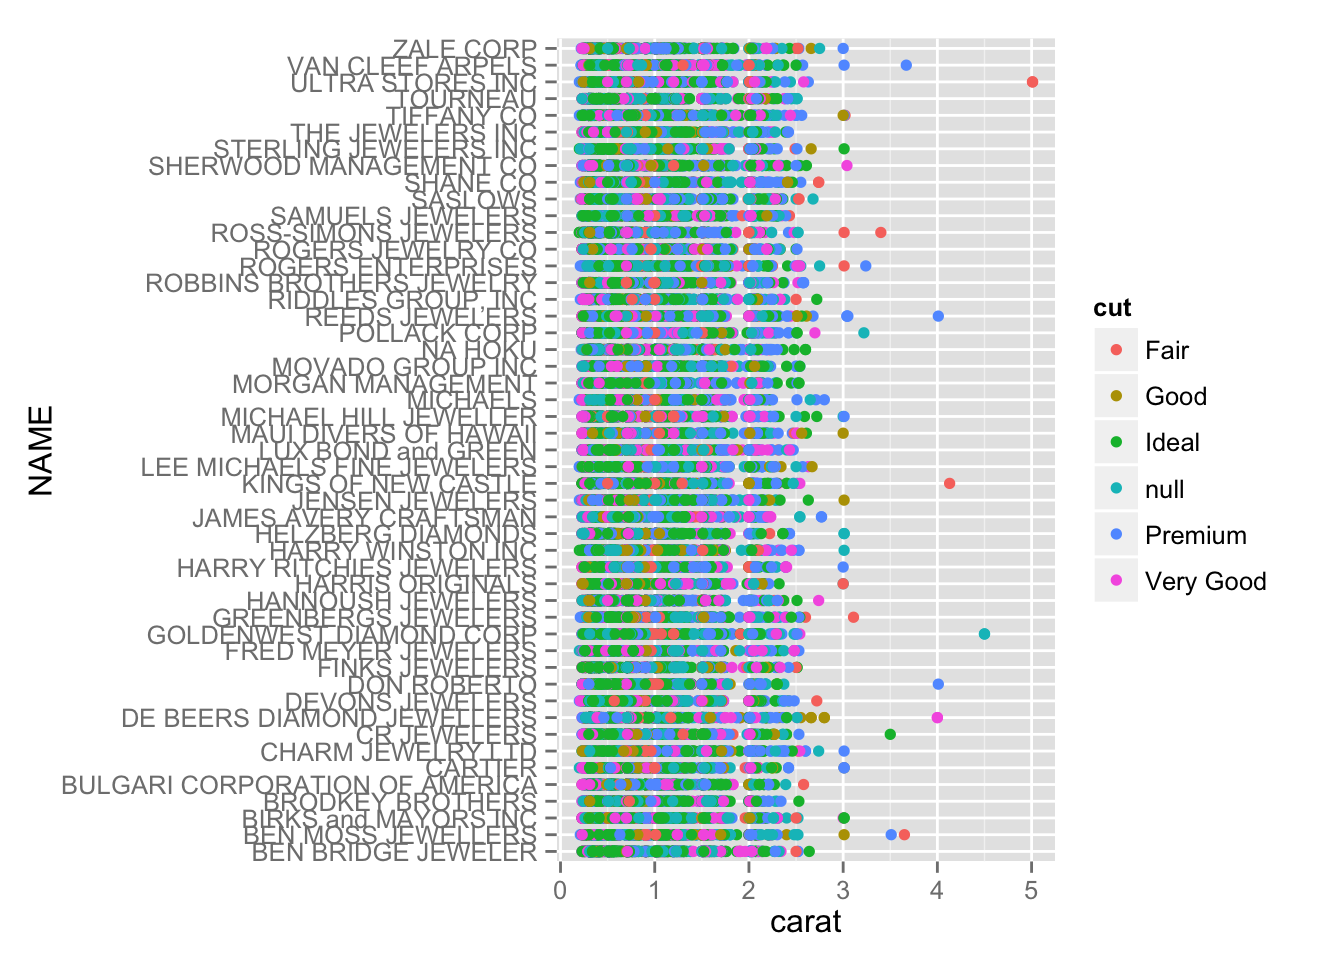 NAME
ZALE CORP
VAN CLEEF ARPELS
ULTRA STORES INC
TOURNEAU
TIFFANY CO
THE JEWELERS INC
STERLING JEWELERS INC
SHERWOOD MANAGEMENT CO
SHANE CO
SASLOWS
SAMUELS JEWELERS
ROSS-SIMONS JEWELERS
ROGERS JEWELRY CO
ROGERS ENTERPRISES
ROBBINS BROTHERS JEWELRY
RIDDLES GROUP, INC
REEDS JEWELERS
POLLACK CORP
NA HOKU
MOVADO GROUP INC
MORGAN MANAGEMENT
MICHAELS
MICHAEL HILL JEWELLER
MAUI DIVERS OF HAWAII
LUX BOND and GREEN
LEE MICHAELS FINE JEWELERS
KINGS OF NEW CASTLE
JENSEN JEWELERS
JAMES AVERY CRAFTSMAN
HELZBERG DIAMONDS
HARRY WINSTON INC
HARRY RITCHIES JEWELERS
HARRIS ORIGINALS
HANNOUSH JEWELERS
GREENBERGS JEWELERS
GOLDENWEST DIAMOND CORP
FRED MEYER JEWELERS
FINKS JEWELERS
DON ROBERTO
DEVONS JEWELERS
DE BEERS DIAMOND JEWELLERS
CR JEWELERS
CHARM JEWELRY LTD
CARTIER
BULGARI CORPORATION OF AMERICA
BRODKEY BROTHERS
BIRKS and MAYORS INC
BEN MOSS JEWELLERS
BEN BRIDGE JEWELER
0 1 2 3 4 5
carat
cut
Fair
Good
Ideal
null
Premium
Very Good